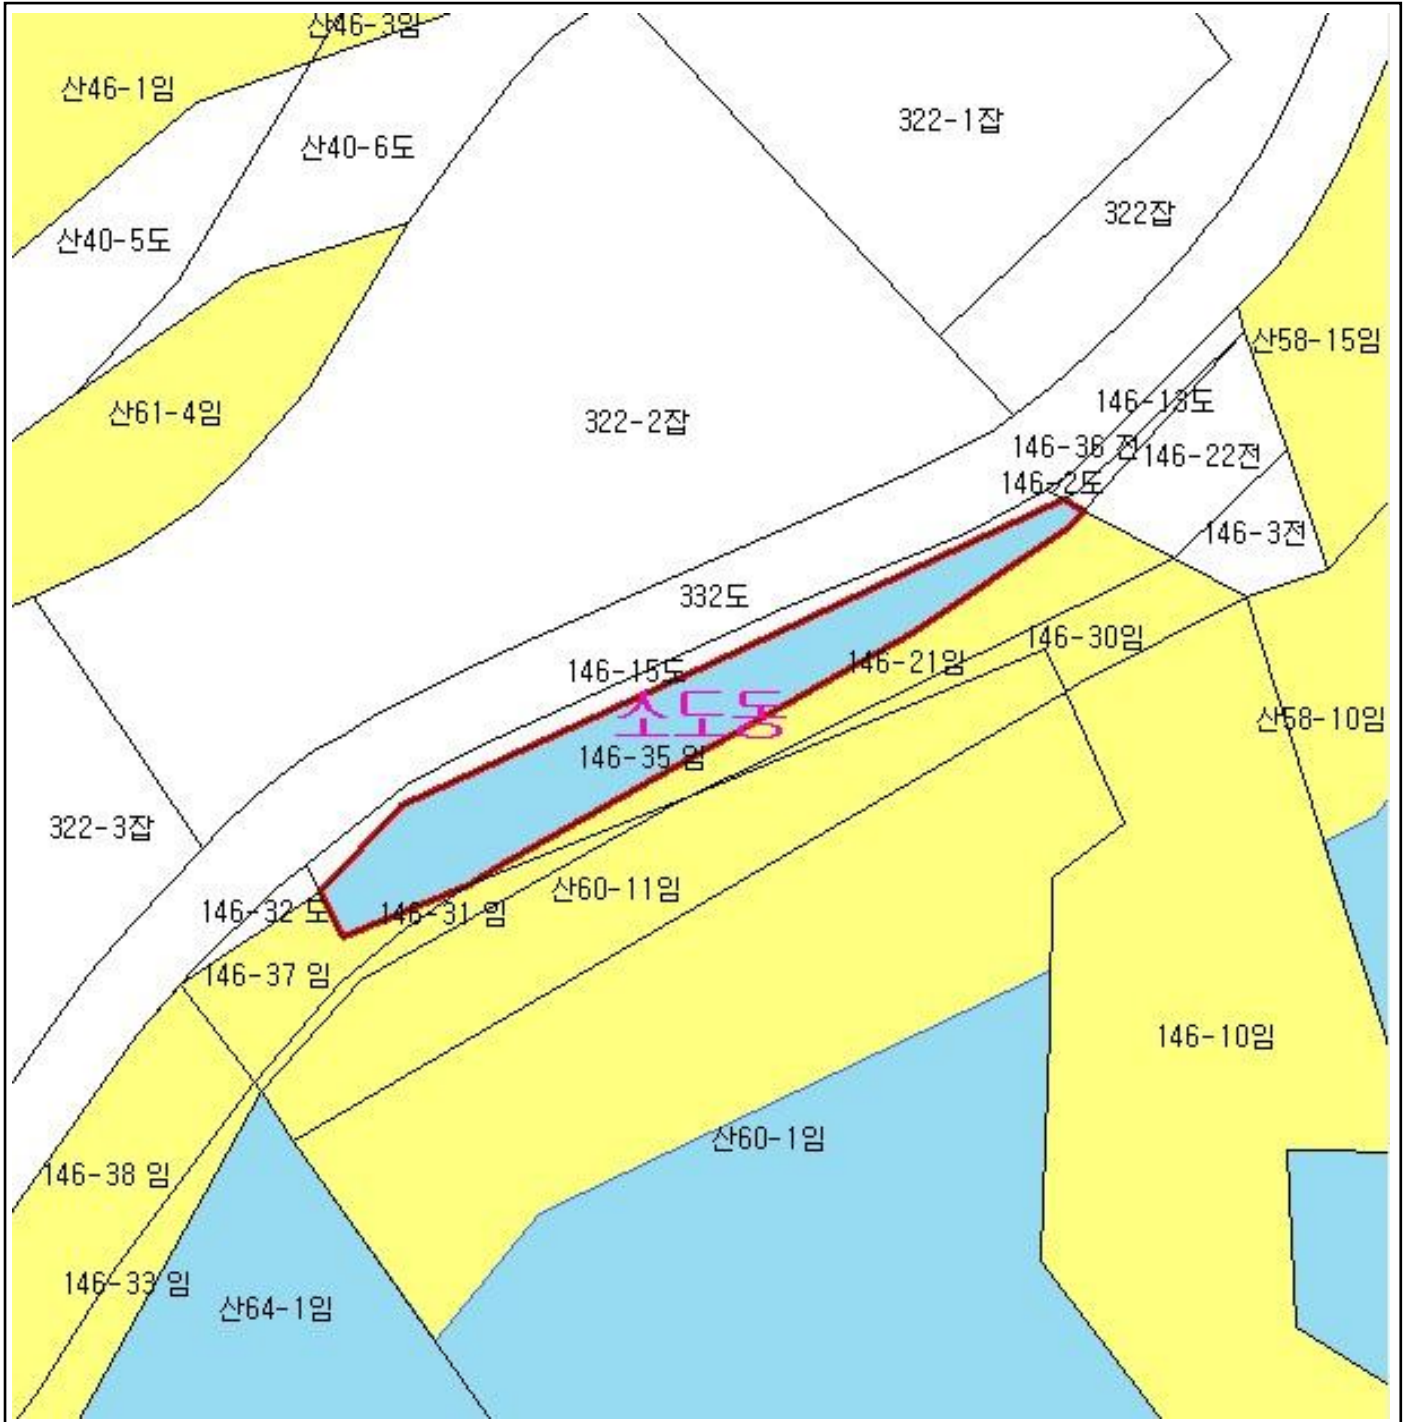 산46-3임
산46-1임
322-1잡
산40-6도
322잡
산40-5도
산58-15임
146-13도
산61-4임
322-2잡
146-36 전
146-22전
146-2도
146-3전
332도
146-30임
146-21임
146-15도
소도동
산58-10임
146-35 임
322-3잡
산60-11임
146-32 도
146-31 임
146-37 임
146-10임
산60-1임
146-38 임
146-33 임
산64-1임